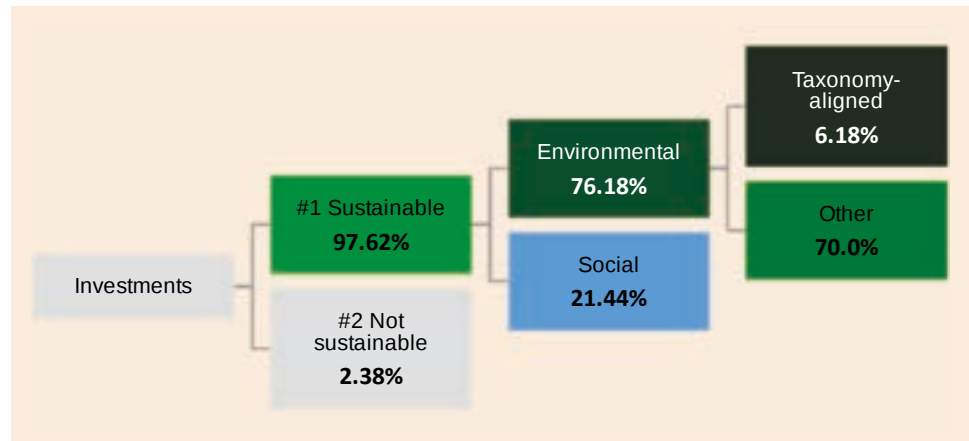 Investments
#1 Sustainable
97.62%
#2 Not
sustainable
2.38%
Environmental
76.18%
Social
21.44%
Taxonomy-
aligned
6.18%
Other
70.0%